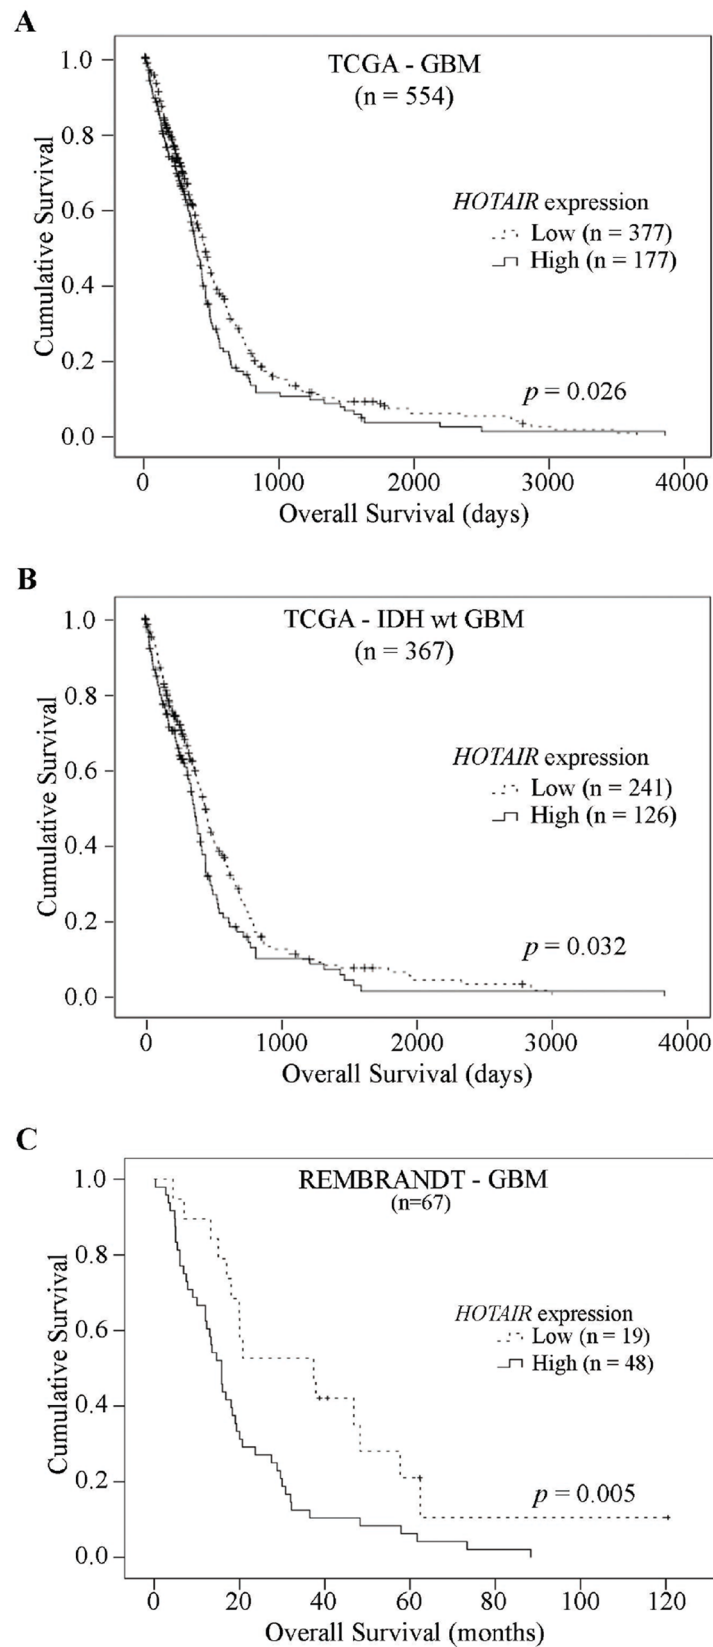 A
TCGA - GBM
(n = 554)
HOTAIR expression
Low (n = 377)
High (n = 177)
p = 0.026
Cumulative Survival
1.0
0.8
0.6
0.4
0.2
0.0
0 1000 2000 3000 4000
Overall Survival (days)
B
TCGA - IDH wt GBM
(n = 367)
HOTAIR expression
Low (n = 241)
High (n = 126)
p = 0.032
Cumulative Survival
1.0
0.8
0.6
0.4
0.2
0.0
0 1000 2000 3000 4000
Overall Survival (days)
C
REMBRANDT - GBM
(n=67)
HOTAIR expression
Low (n = 19)
High (n = 48)
p = 0.005
Cumulative Survival
1.0
0.8
0.6
0.4
0.2
0.0
0 20 40 60 80 100 120
Overall Survival (months)